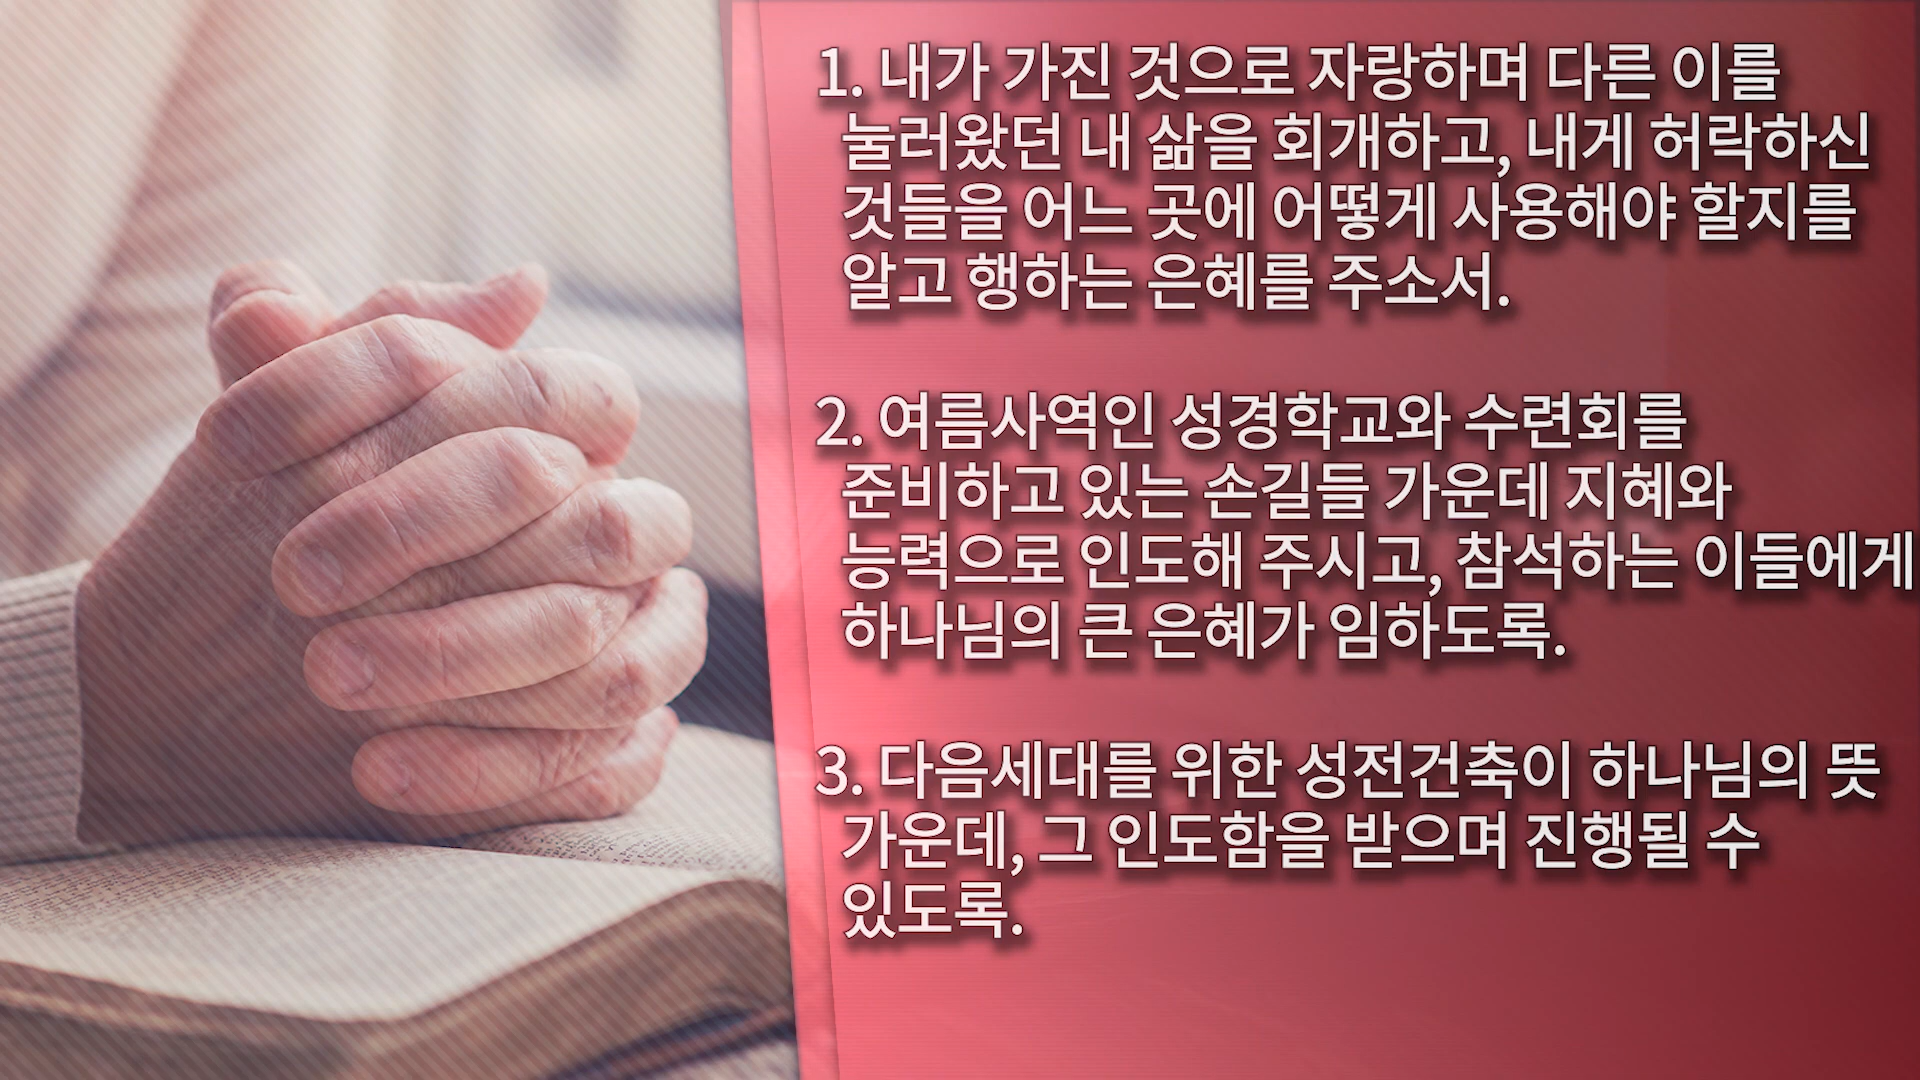 1. 내가 가진 것으로 자랑하며 다른 이를
눌러왔던 내 삶을 회개하고, 내게 허락하신
것들을 어느 곳에 어떻게 사용해야 할지를
알고 행하는 은혜를 주소서.
2. 여름사역인 성경학교와 수련회를
준비하고 있는 손길들 가운데 지혜와
능력으로 인도해 주시고, 참석하는 이들에게
하나님의 큰 은혜가 임하도록.
3. 다음세대를 위한 성전건축이 하나님의 뜻
가운데, 그 인도함을 받으며 진행될 수
있도록.